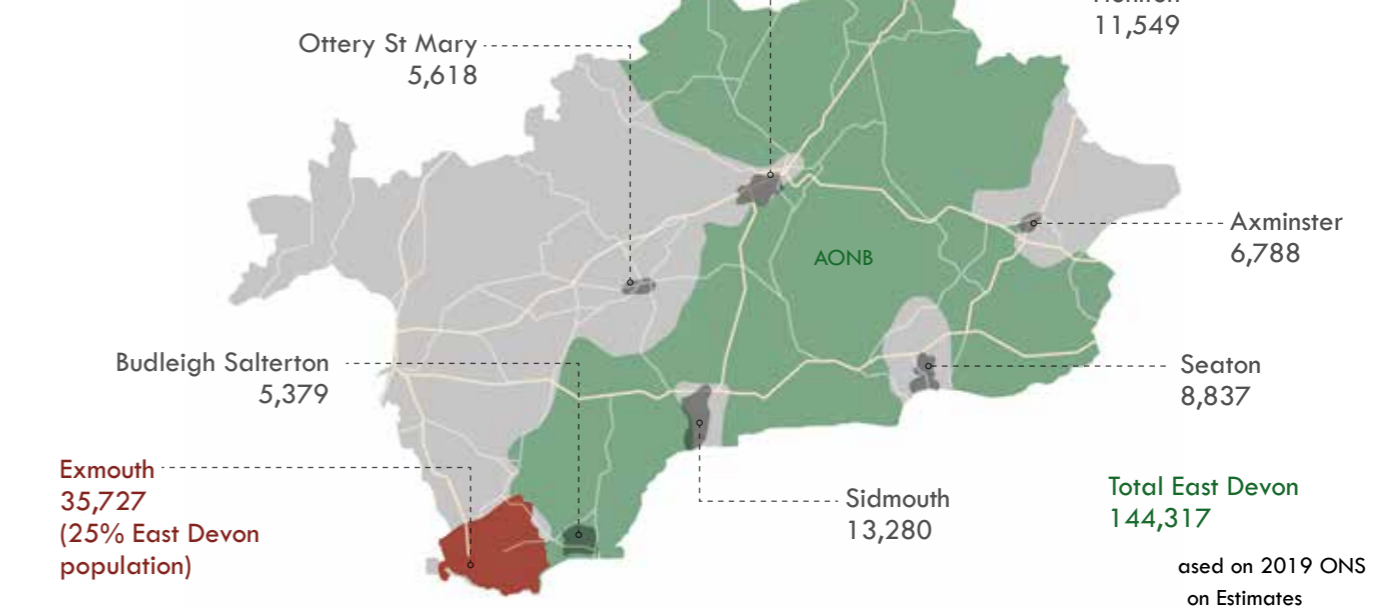 11,549
Ottery St Mary
5,618
Axminster
6,788
AONB
Budleigh Salterton
5,379
Seaton
8,837
Exmouth
35,727
(25% East Devon
population)
Sidmouth
13,280
Total East Devon
144,317
ased on 2019 ONS
on Estimates